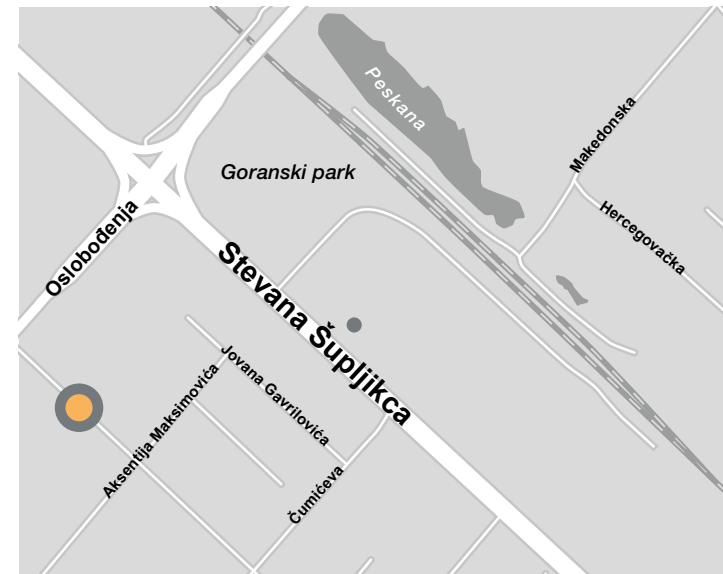 Peskana
Makedonska
Goranski park
Hercegovačka
Oslobođenja
Stevana Šupljikca
Jovana Gavrilovića
Aksentija Maksimovića
Čumićeva